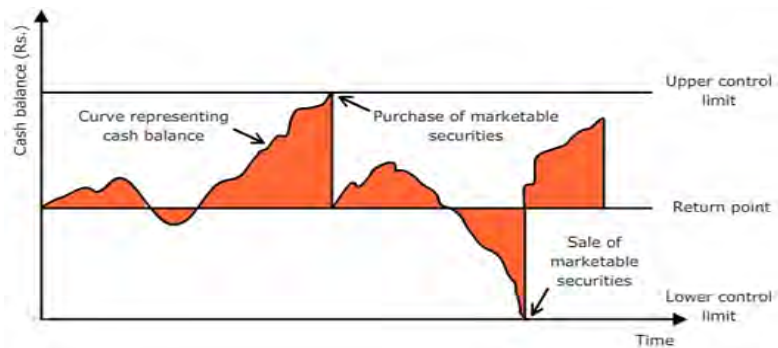 Cash balance (Rs.)
Upper control
limit
Curve representing
cash balance
Purchase of marketable
securities
Return point
Sale of
marketable
securities
Lower control
limit
Time